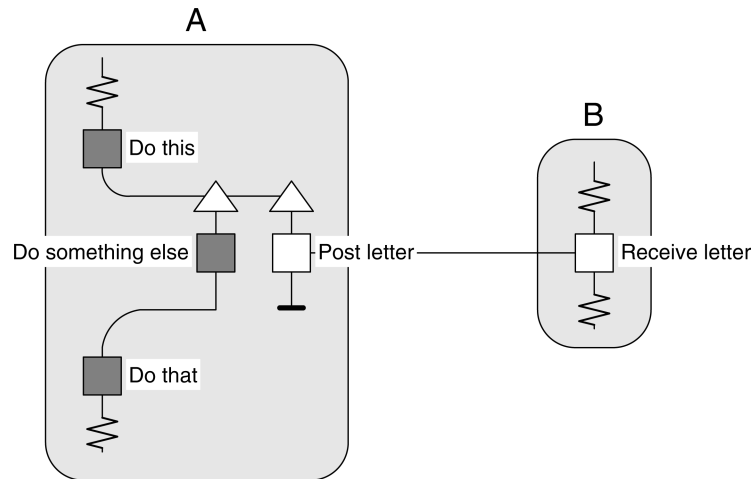 A
B
Do this
Do something else
Post letter
Receive letter
Do that